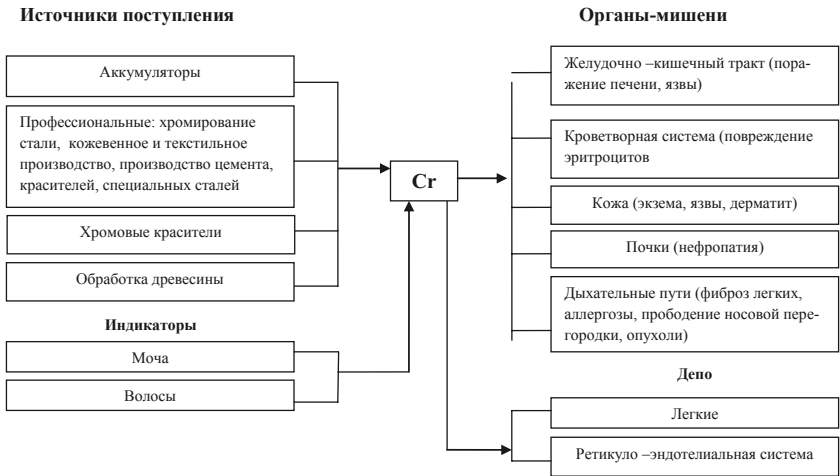 Источники поступления
Аккумуляторы
Профессиональные: хромирование
стали, кожевенное и текстильное
производство, производство цемента,
красителей, специальных сталей
Хромовые красители
Обработка древесины
Индикаторы
Моча
Волосы
Cr
Органы-мишени
Желудочно –кишечный тракт (пора-
жение печени, язвы)
Кроветворная система (повреждение
эритроцитов
Кожа (экзема, язвы, дерматит)
Почки (нефропатия)
Дыхательные пути (фиброз легких,
аллергозы, прободение носовой пере-
городки, опухоли)
Депо
Легкие
Ретикуло –эндотелиальная система